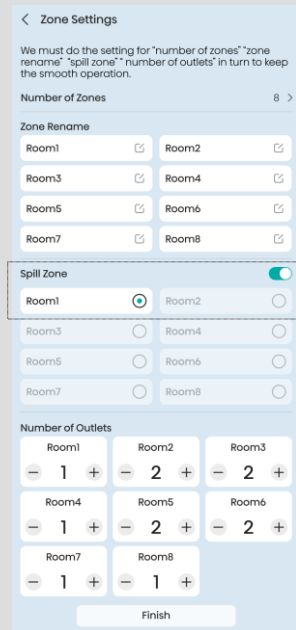 Zone Settings
We must do the setting for "number of zones" "zone
rename" "spill zone" " number of outlets" in turn to keep
the smooth operation.
Number of Zones 8
Zone Rename
Room1 Room2
Room3 Room4
Room5 Room6
Room7 Room8
Spill Zone
Room1 Room2
Room3 Room4
Room5 Room6
Room7 Room8
Number of Outlets
Room1 Room2 Room3
− 1 + − 2 + − 2 +
Room4 Room5 Room6
− 1 + − 2 + − 2 +
Room7 Room8
− 1 + − 1 +
Finish